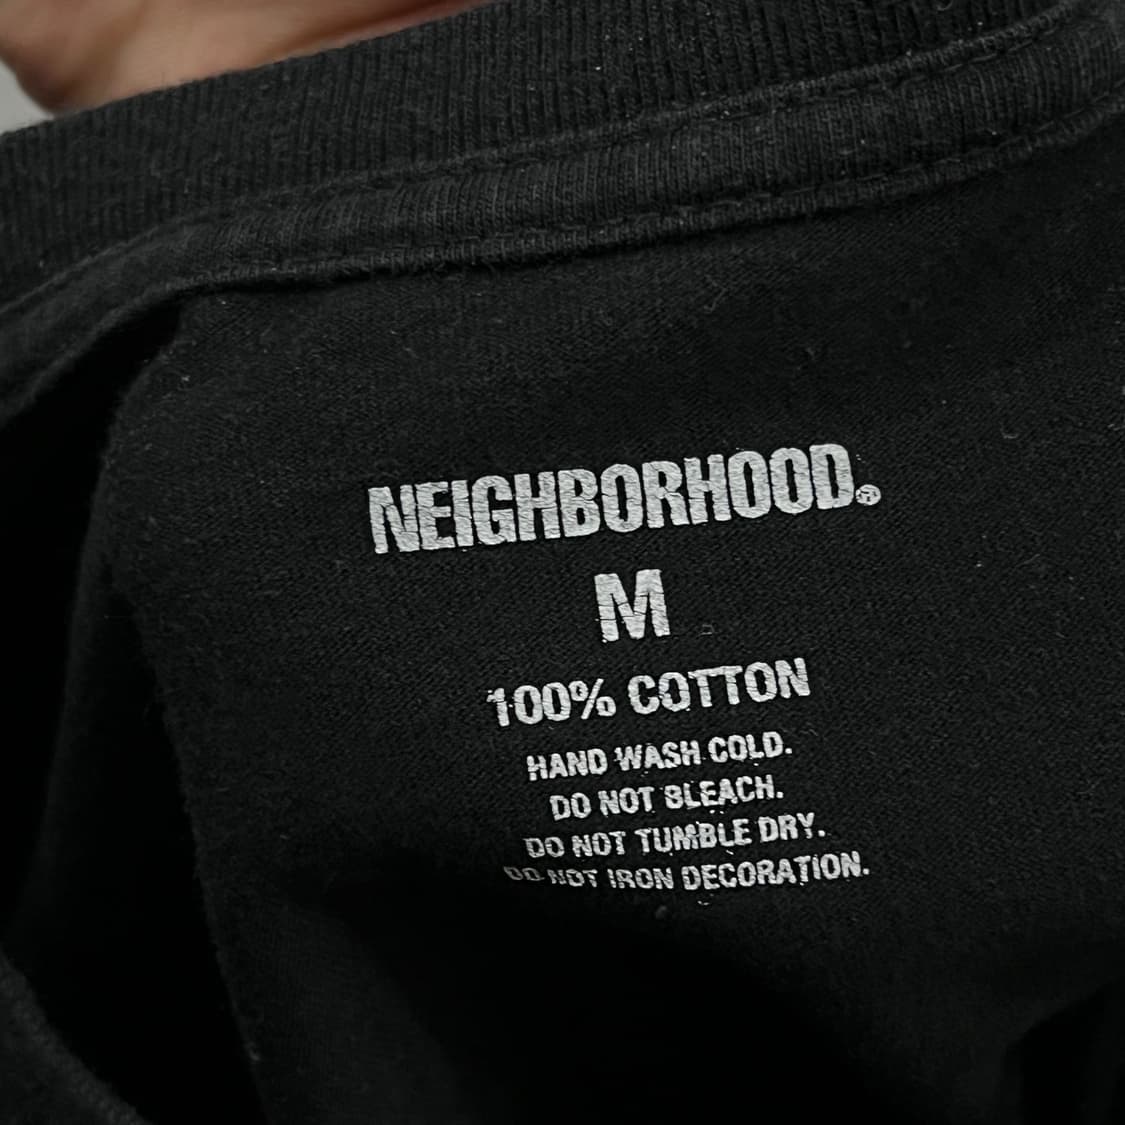 NEIGHBORHOOD.®
M
100% COTTON
HAND WASH COLD.
DO NOT BLEACH.
DO NOT TUMBLE DRY.
DO NOT IRON DECORATION.